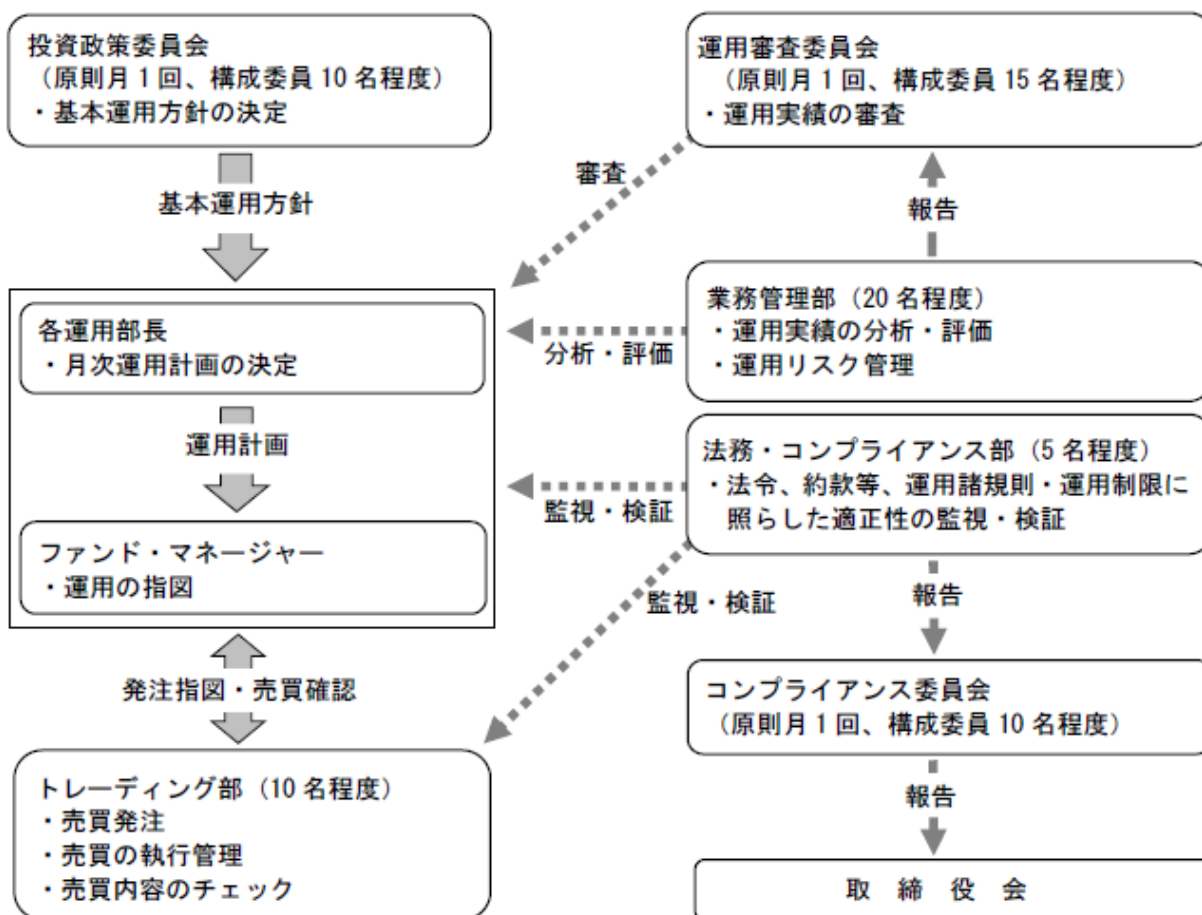 投資政策委員会
（原則月1回、構成委員10名程度）
・基本運用方針の決定
基本運用方針
各運用部長
・月次運用計画の決定
運用計画
ファンド・マネージャー
・運用の指図
発注指図・売買確認
トレーディング部（10名程度）
・売買発注
・売買の執行管理
・売買内容のチェック
運用審査委員会
（原則月1回、構成委員15名程度）
・運用実績の審査
審査
報告
業務管理部（20名程度）
・運用実績の分析・評価
・運用リスク管理
分析・評価
法務・コンプライアンス部（5名程度）
・法令、約款等、運用諸規則・運用制限に
照らした適正性の監視・検証
監視・検証
監視・検証
報告
コンプライアンス委員会
（原則月1回、構成委員10名程度）
報告
取締役会